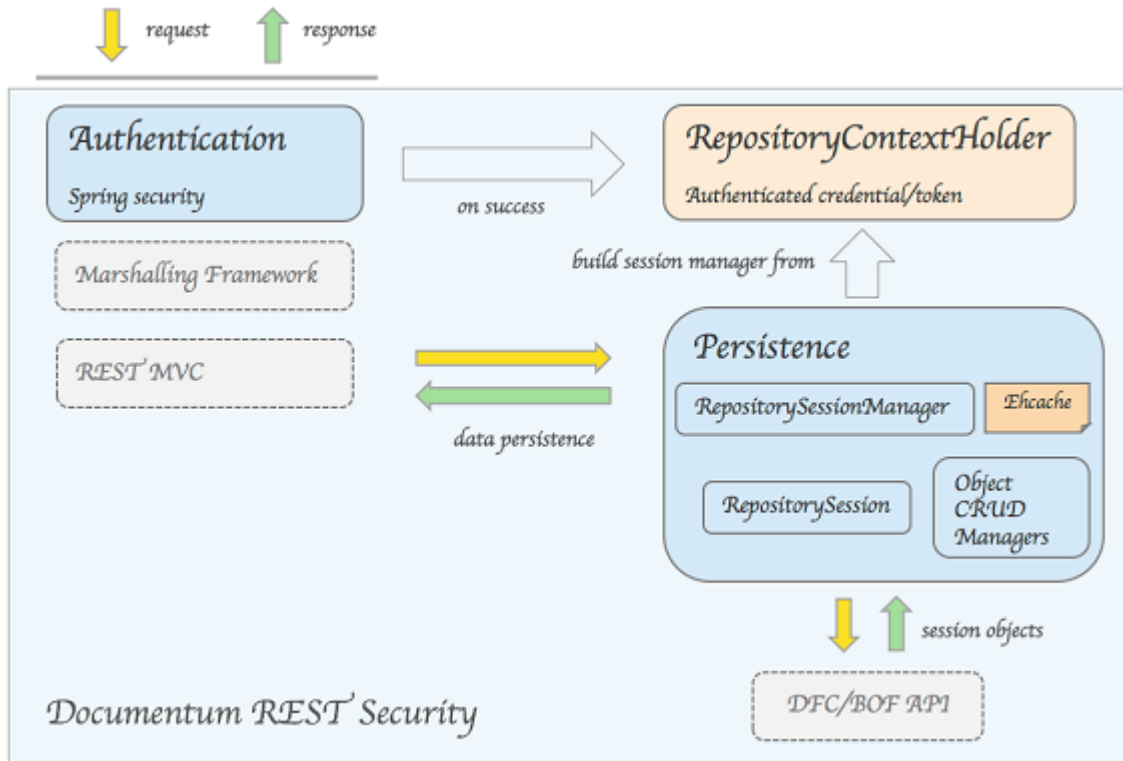 request
response
Authentication
Spring security
on success
RepositoryContextHolder
Authenticated credential/token
Marshalling Framework
build session manager from
REST MVC
data persistence
Persistence
RepositorySessionManager
Ehcache
RepositorySession
Object
CRUD
Managers
session objects
DFC/BOF API
Documentum REST Security